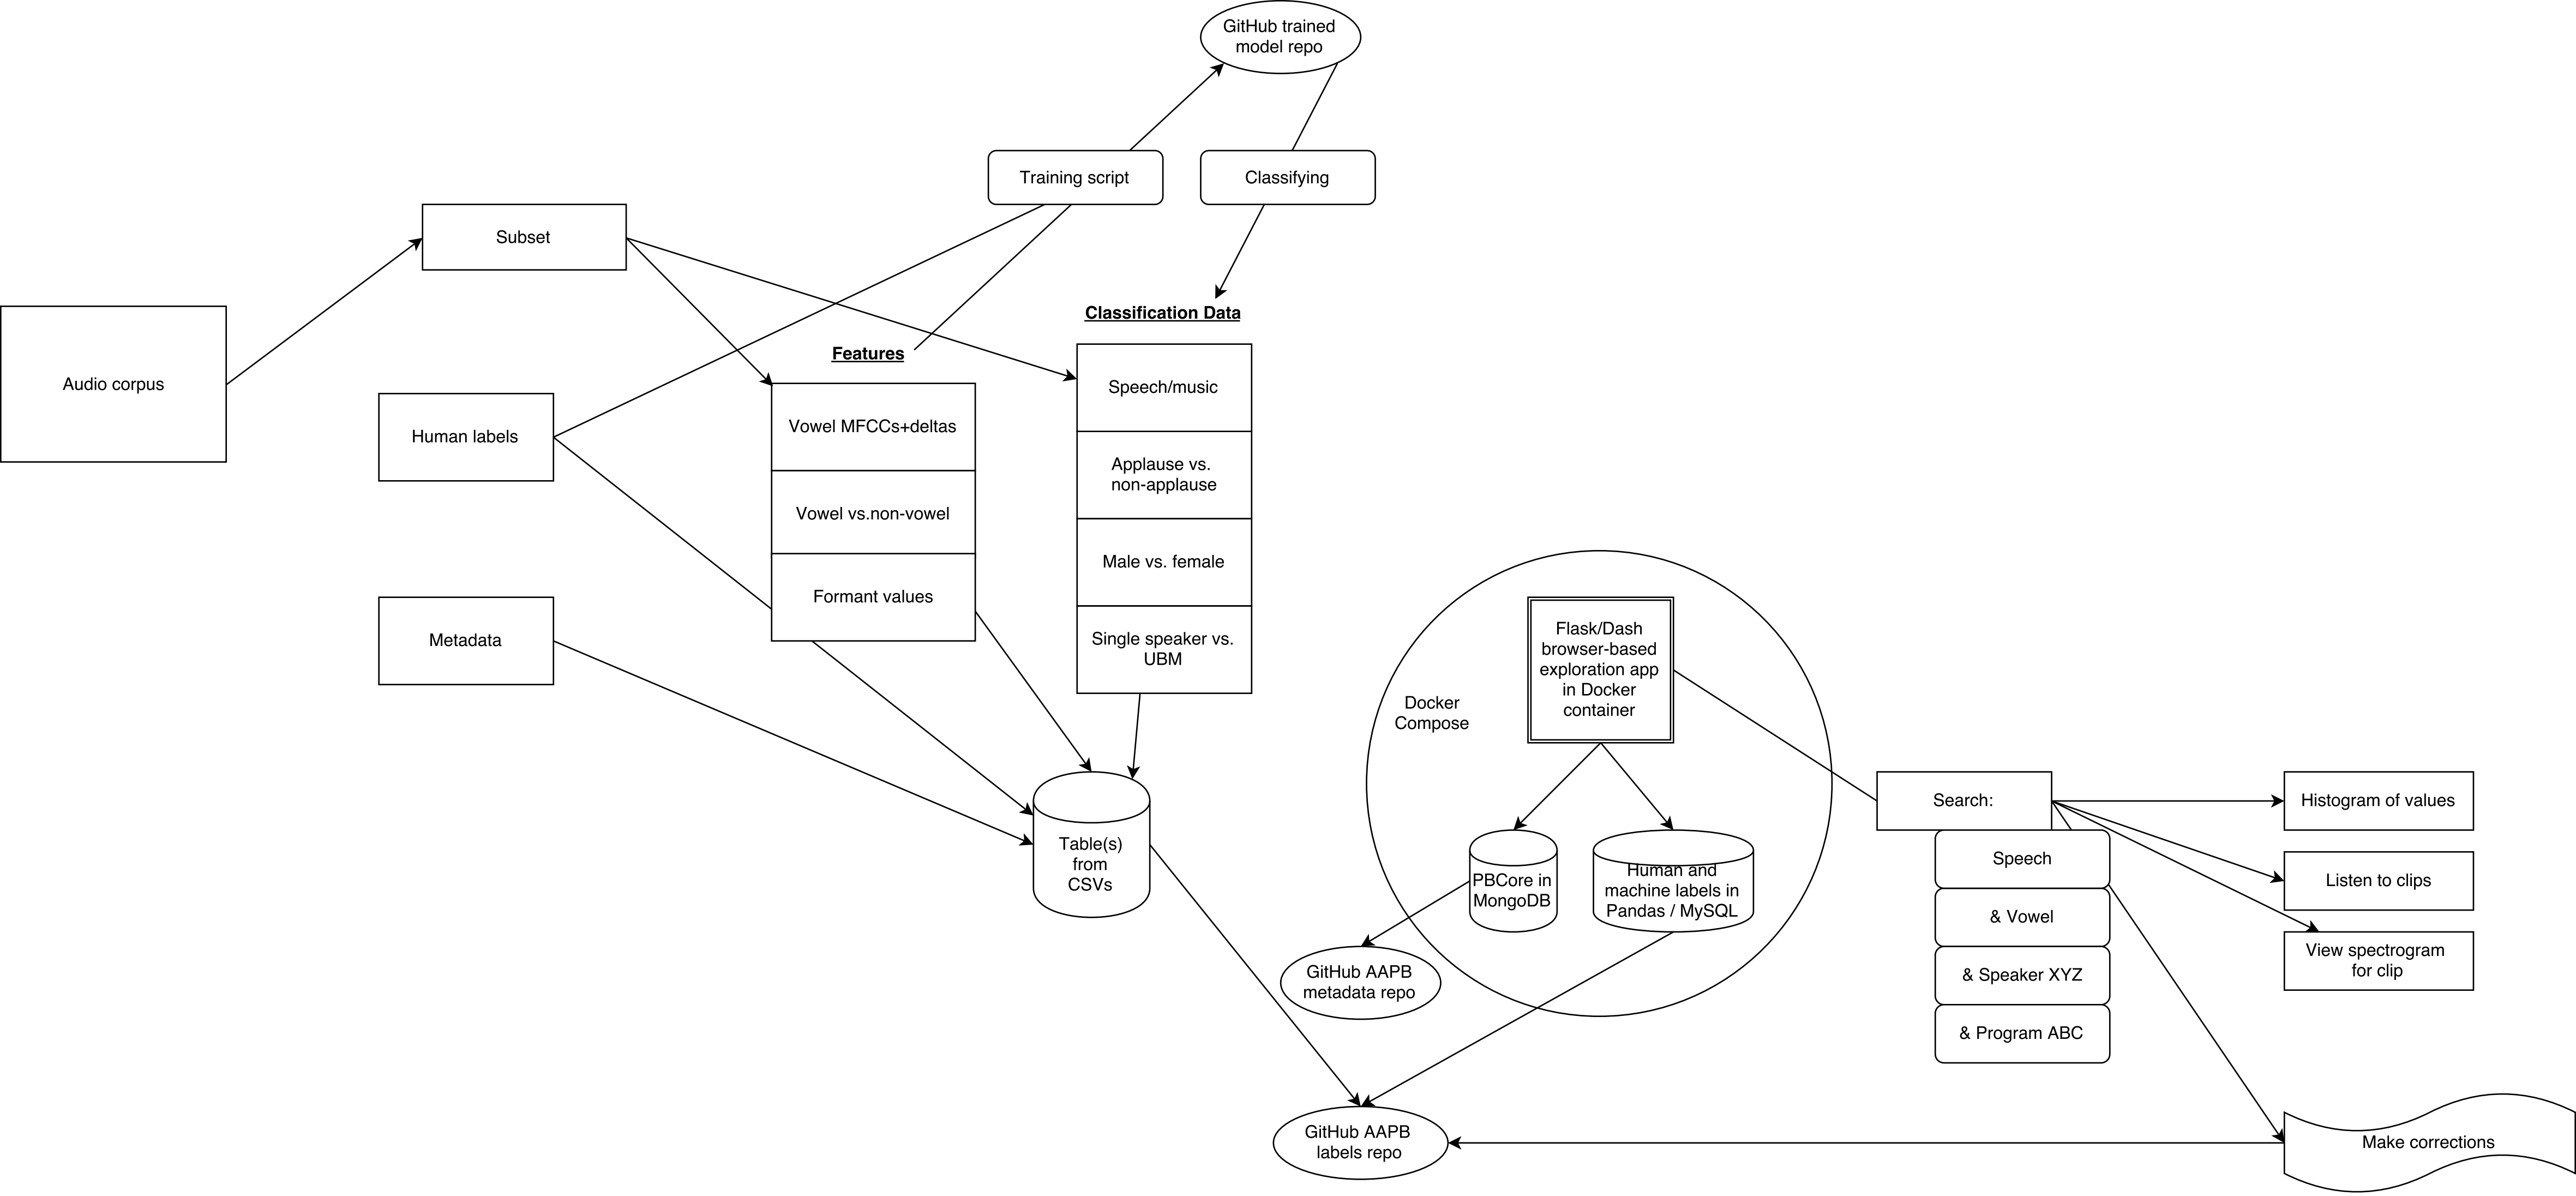 GitHub trained
model repo
Training script
Classifying
Subset
Audio corpus
Human labels
Metadata
Features
Vowel MFCCs+deltas
Vowel vs.non-vowel
Formant values
Classification Data
Speech/music
Applause vs.
non-applause
Male vs. female
Single speaker vs.
UBM
Table(s)
from
CSVs
Docker
Compose
Flask/Dash
browser-based
exploration app
in Docker
container
PBCore in
MongoDB
Human and
machine labels in
Pandas / MySQL
GitHub AAPB
metadata repo
GitHub AAPB
labels repo
Search:
Speech
& Vowel
& Speaker XYZ
& Program ABC
Histogram of values
Listen to clips
View spectrogram
for clip
Make corrections